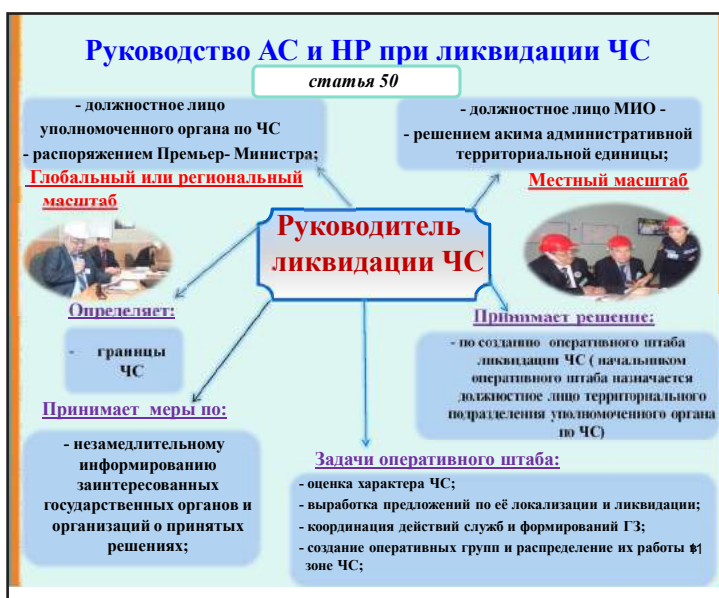 Руководство АС и НР при ликвидации ЧС
статья 50
- должностное лицо
уполномоченного органа по ЧС
- распоряжением Премьер- Министра;
Глобальный или региональный
масштаб
- должностное лицо МИО -
- решением акима административной
территориальной единицы;
Местный масштаб
Руководитель
ликвидации ЧС
Определяет:
- границы
ЧС
Принимает решение:
- по созданию оперативного штаба
ликвидации ЧС ( начальником
оперативного штаба назначается
должностное лицо территориального
подразделения уполномоченного органа
по ЧС)
Принимает меры по:
- незамедлительному
информированию
заинтересованных
государственных органов и
организаций о принятых
решениях;
Задачи оперативного штаба:
- оценка характера ЧС;
- выработка предложений по её локализации и ликвидации;
- координация действий служб и формирований ГЗ;
- создание оперативных групп и распределение их работы
зоне ЧС;